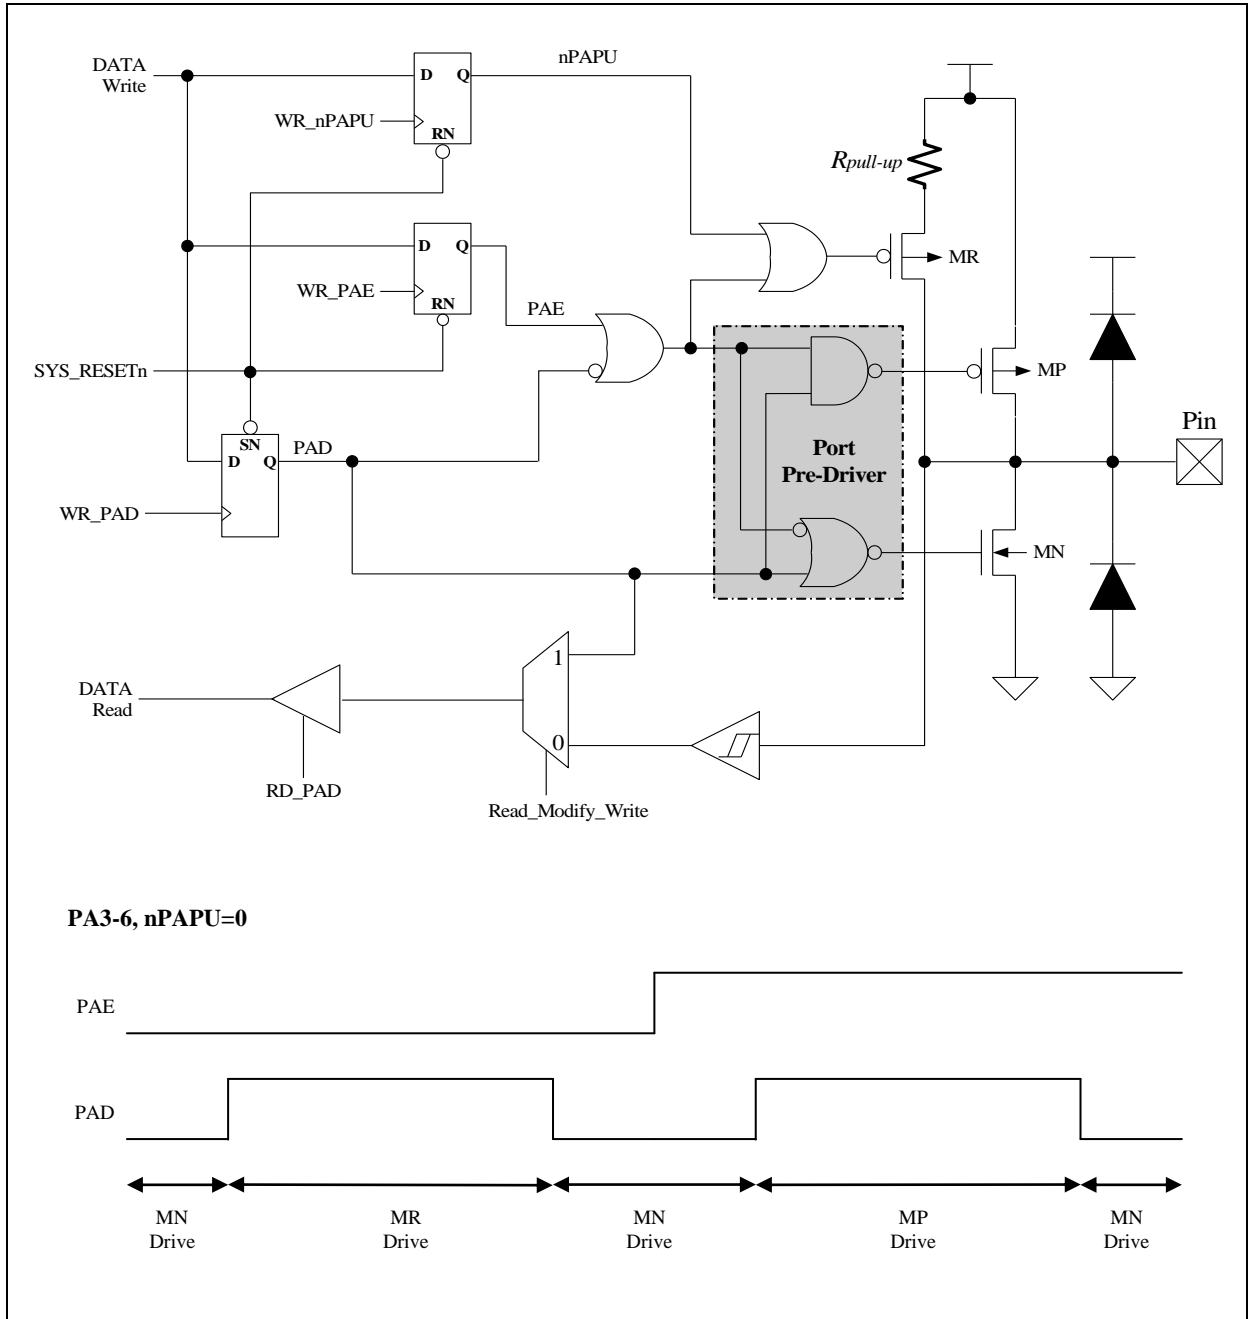 nPAPU
DATA
Write
D Q
WR_nPAPU
RN
Rpull-up
D Q
MR
WR_PAE
RN
PAE
SYS_RESETn
MP
Pin
SN
PAD
D Q
Port
Pre-Driver
WR_PAD
MN
1
DATA
Read
0
RD_PAD
Read_Modify_Write
PA3-6, nPAPU=0
PAE
PAD
MN
Drive
MR
Drive
MN
Drive
MP
Drive
MN
Drive